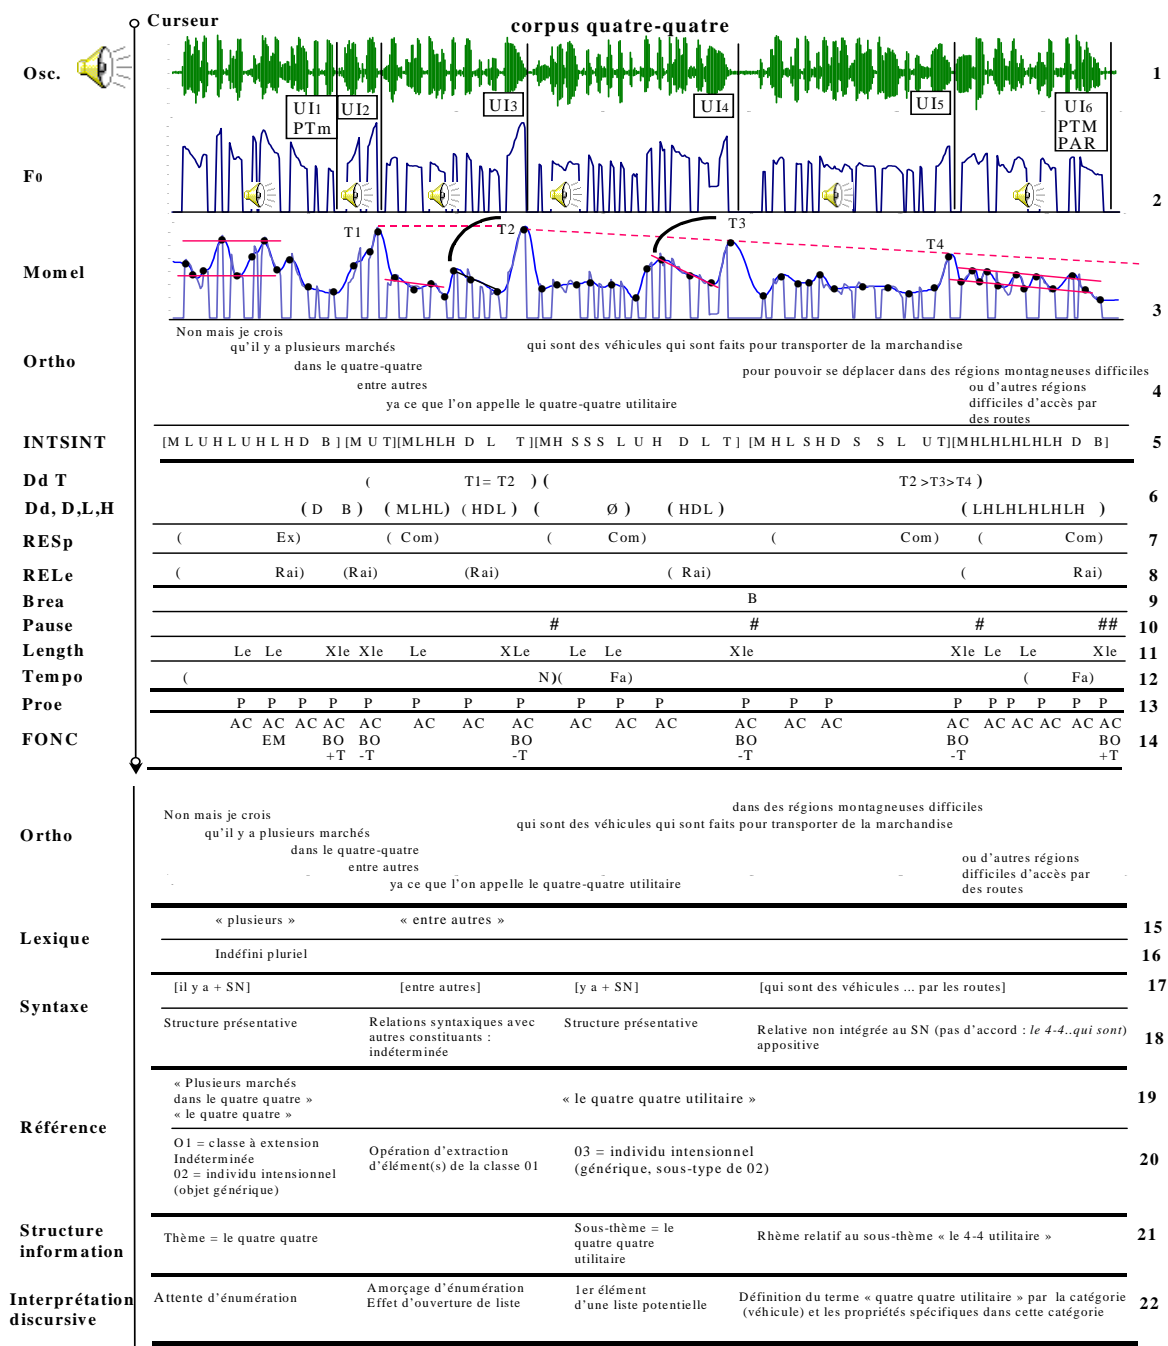 Curseur
corpus quatre-quatre
Osc.
1
UI1
PTm
UI2
UI3
UI4
UI5
UI6
PTM
PAR
F0
2
T1
T2
T3
T4
Momel
3
Non mais je crois
qu'il y a plusieurs marchés
qui sont des véhicules qui sont faits pour transporter de la marchandise
Ortho
dans le quatre-quatre
pour pouvoir se déplacer dans des régions montagneuses difficiles
entre autres
ou d'autres régions
4
ya ce que l'on appelle le quatre-quatre utilitaire
difficiles d'accès par
des routes
INTSINT [M L U H L U H L H D B ] [M U T][MLHLH D L T ][MH S S S L U H D L T ] [M H L S H D S S L U T][MHLHLHLHLH D B] 5
Dd T ( T1= T2 ) ( T2 >T3>T4 )
6
Dd, D,L,H ( D B ) ( MLHL) ( HDL ) ( Ø ) ( HDL ) ( LHLHLHLHLH )
RESp ( Ex) ( Com) ( Com) ( Com) ( Com) 7
RELe ( Rai) (Rai) (Rai) ( Rai) ( Rai) 8
Brea B 9
Pause # # # ## 10
Length Le Le Xle Xle Le XLe Le Le Xle Xle Le Le Xle 11
Tempo ( N)( Fa) ( Fa) 12
Proe P P P P P P P P P P P P P P P P P P P P 13
AC AC AC AC AC AC AC AC AC AC AC AC AC AC AC AC AC AC AC AC
FONC EM BO BO BO BO BO BO 14
+T -T -T -T -T +T
dans des régions montagneuses difficiles
Non mais je crois
qui sont des véhicules qui sont faits pour transporter de la marchandise
Ortho
qu'il y a plusieurs marchés
dans le quatre-quatre
ou d'autres régions
entre autres
difficiles d'accès par
ya ce que l'on appelle le quatre-quatre utilitaire
des routes
« plusieurs » « entre autres » 15
Lexique
Indéfini pluriel 16
[il y a + SN] [entre autres] [y a + SN] [qui sont des véhicules ... par les routes] 17
Syntaxe
Structure présentative
Relations syntaxiques avec
autres constituants :
indéterminée
Structure présentative
Relative non intégrée au SN (pas d'accord : le 4-4..qui sont)
appositive
18
« Plusieurs marchés
dans le quatre quatre »
« le quatre quatre »
« le quatre quatre utilitaire »
19
Référence
O1 = classe à extension
Indéterminée
02 = individu intensionnel
(objet générique)
Opération d'extraction
d'élément(s) de la classe 01
03 = individu intensionnel
(générique, sous-type de 02)
20
Structure
information
Thème = le quatre quatre
Sous-thème = le
quatre quatre
utilitaire
Rhème relatif au sous-thème « le 4-4 utilitaire »
21
Interprétation
discursive
Attente d'énumération
Amorçage d'énumération
Effet d'ouverture de liste
1er élément
d'une liste potentielle
Définition du terme « quatre quatre utilitaire » par la catégorie
(véhicule) et les propriétés spécifiques dans cette catégorie
22